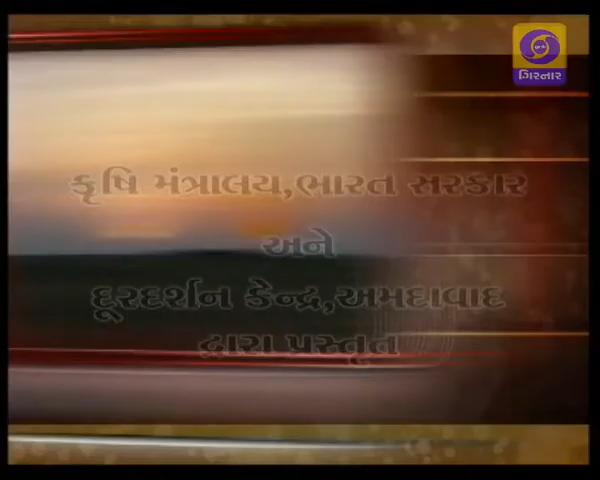 ગિરનાર
કૃષિ મંત્રાલય,ભારત સરકાર
અને
દૂરદર્શન કેન્દ્ર,અમદાવાદ
દ્વારા પ્રસ્તૃત